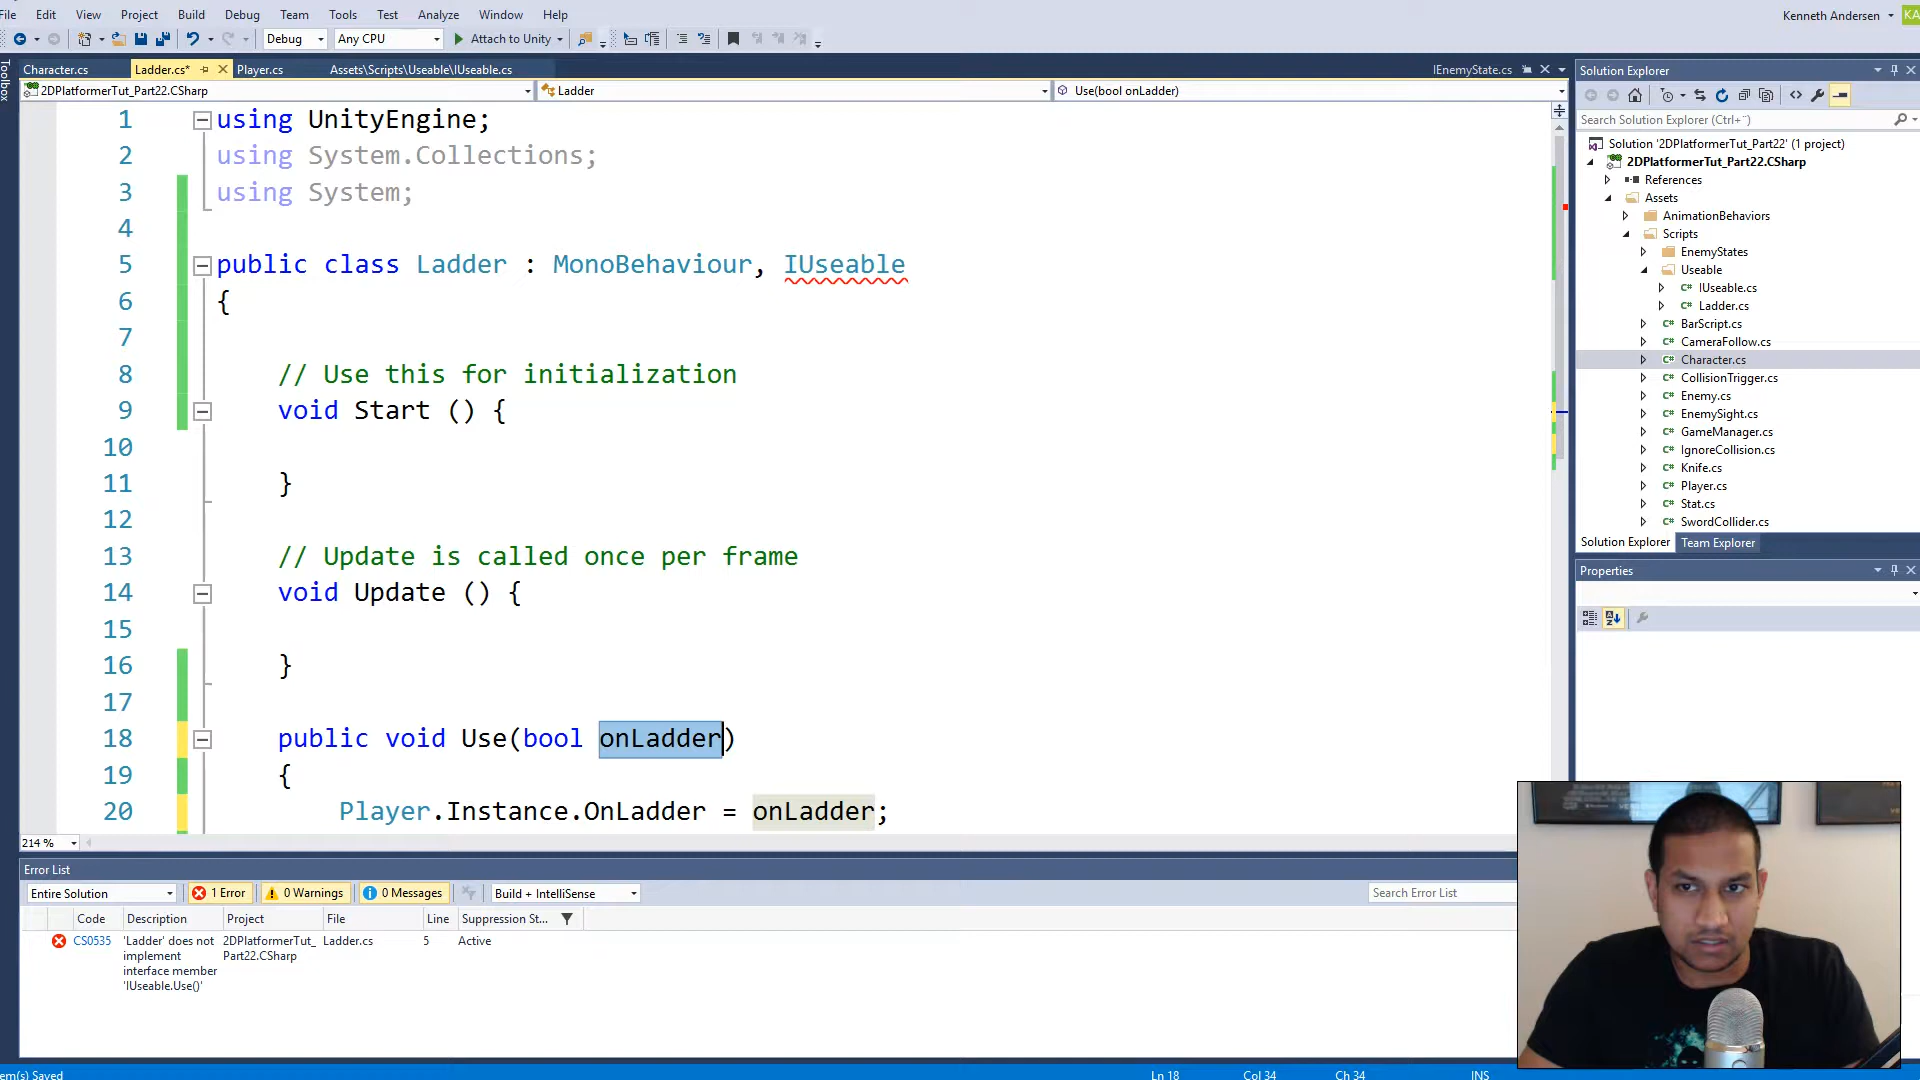 File Edit View Project Build Debug Team Tools Test Analyze Window Help
Kenneth Andersen KA
Debug Any CPU Attach to Unity
Character.cs Ladder.cs* Player.cs Assets\Scripts\Useable\IUseable.cs IEnemyState.cs
2DPlatformerTut_Part22.CSharp Ladder Use(bool onLadder)
Toolbox
1 using UnityEngine;
2 using System.Collections;
3 using System;
4
5 public class Ladder : MonoBehaviour, IUseable
6 {
7
8 // Use this for initialization
9 void Start () {
10
11 }
12
13 // Update is called once per frame
14 void Update () {
15
16 }
17
18 public void Use(bool onLadder)
19 {
20 Player.Instance.OnLadder = onLadder;
214 %
Error List
Entire Solution 1 Error 0 Warnings 0 Messages Build + IntelliSense Search Error List
Code Description Project File Line Suppression St...
CS0535 'Ladder' does not 2DPlatformerTut_ Ladder.cs 5 Active
implement Part22.CSharp
interface member
'IUseable.Use()'
em(s) Saved Ln 18 Col 34 Ch 34 INS
Solution Explorer
Search Solution Explorer (Ctrl+¨)
Solution '2DPlatformerTut_Part22' (1 project)
2DPlatformerTut_Part22.CSharp
References
Assets
AnimationBehaviors
Scripts
EnemyStates
Useable
C# IUseable.cs
C# Ladder.cs
C# BarScript.cs
C# CameraFollow.cs
C# Character.cs
C# CollisionTrigger.cs
C# Enemy.cs
C# EnemySight.cs
C# GameManager.cs
C# IgnoreCollision.cs
C# Knife.cs
C# Player.cs
C# Stat.cs
C# SwordCollider.cs
Solution Explorer Team Explorer
Properties